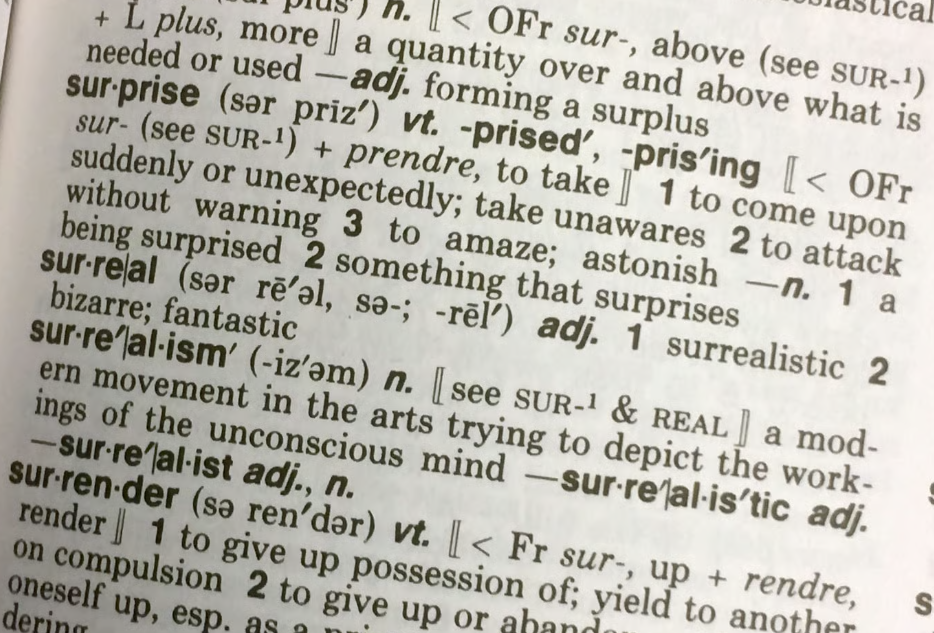 plus) n. ⟦< OFr sur-, above (see SUR-¹)
+ L plus, more⟧ a quantity over and above what is
needed or used —adj. forming a surplus
sur·prise (sər prīz′) vt. -prised′, -pris′ing ⟦< OFr
sur- (see SUR-¹) + prendre, to take⟧ 1 to come upon
suddenly or unexpectedly; take unawares 2 to attack
without warning 3 to amaze; astonish —n. 1 a
being surprised 2 something that surprises
sur·re|al (sər rē′əl, sə-; -rēl′) adj. 1 surrealistic 2
bizarre; fantastic
sur·re′|al·ism′ (-iz′əm) n. ⟦see SUR-¹ & REAL⟧ a mod-
ern movement in the arts trying to depict the work-
ings of the unconscious mind —sur·re′|al·is′tic adj.
—sur·re′|al·ist adj., n.
sur·ren·der (sə ren′dər) vt. ⟦< Fr sur-, up + rendre,
render⟧ 1 to give up possession of; yield to another
on compulsion 2 to give up or
oneself up, esp. as a
dering